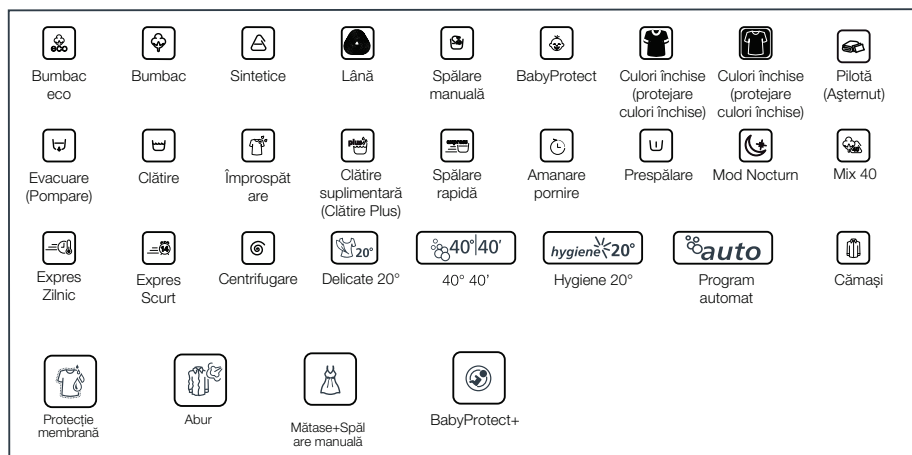 eco
Bumbac
eco
Bumbac
Sintetice
Lână
Spălare
manuală
BabyProtect
Culori închise
(protejare
culori închise)
Culori închise
(protejare
culori închise)
Pilotă
(Aşternut)
Evacuare
(Pompare)
Clătire
Împrospăt
are
plus
Clătire
suplimentară
(Clătire Plus)
express
Spălare
rapidă
Amanare
pornire
Prespălare
Mod Nocturn
Mix 40
Expres
Zilnic
14
Expres
Scurt
Centrifugare
20°
Delicate 20°
40° 40'
40° 40'
hygiene 20°
Hygiene 20°
auto
Program
automat
Cămași
Protecție
membrană
Abur
Mătase+Spăl
are manuală
BabyProtect+